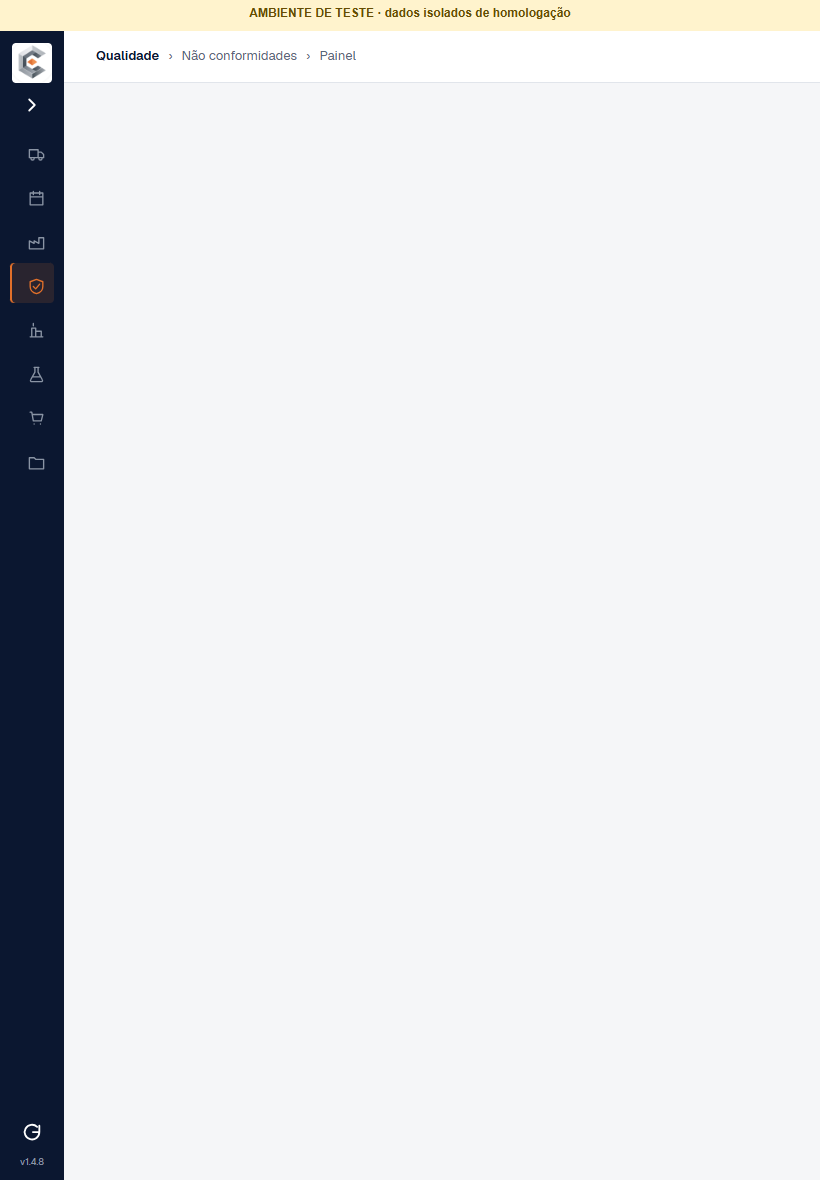 AMBIENTE DE TESTE · dados isolados de homologação
Qualidade › Não conformidades › Painel
v1.4.8